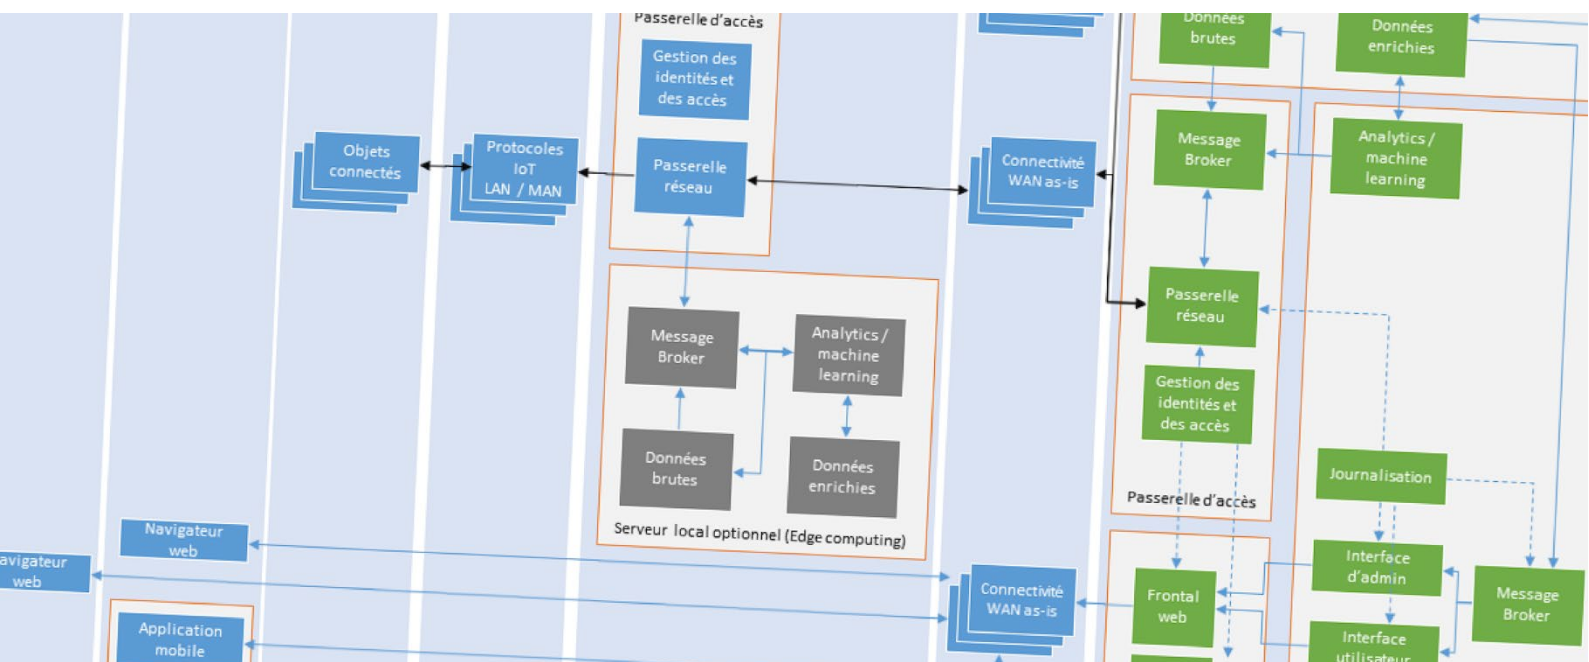 Passerelle d'accès
Gestion des
identités et
des accès
Objets
connectés
Protocoles
IoT
LAN / MAN
Passerelle
réseau
Connectivité
WAN as-is
Données
brutes
Données
enrichies
Message
Broker
Analytics /
machine
learning
Passerelle
réseau
Gestion des
identités et
des accès
Passerelle d'accès
Message
Broker
Analytics /
machine
learning
Données
brutes
Données
enrichies
Serveur local optionnel (Edge computing)
Journalisation
Navigateur
web
avigateur
web
Application
mobile
Connectivité
WAN as-is
Frontal
web
Interface
d'admin
Message
Broker
Interface
utilisateur